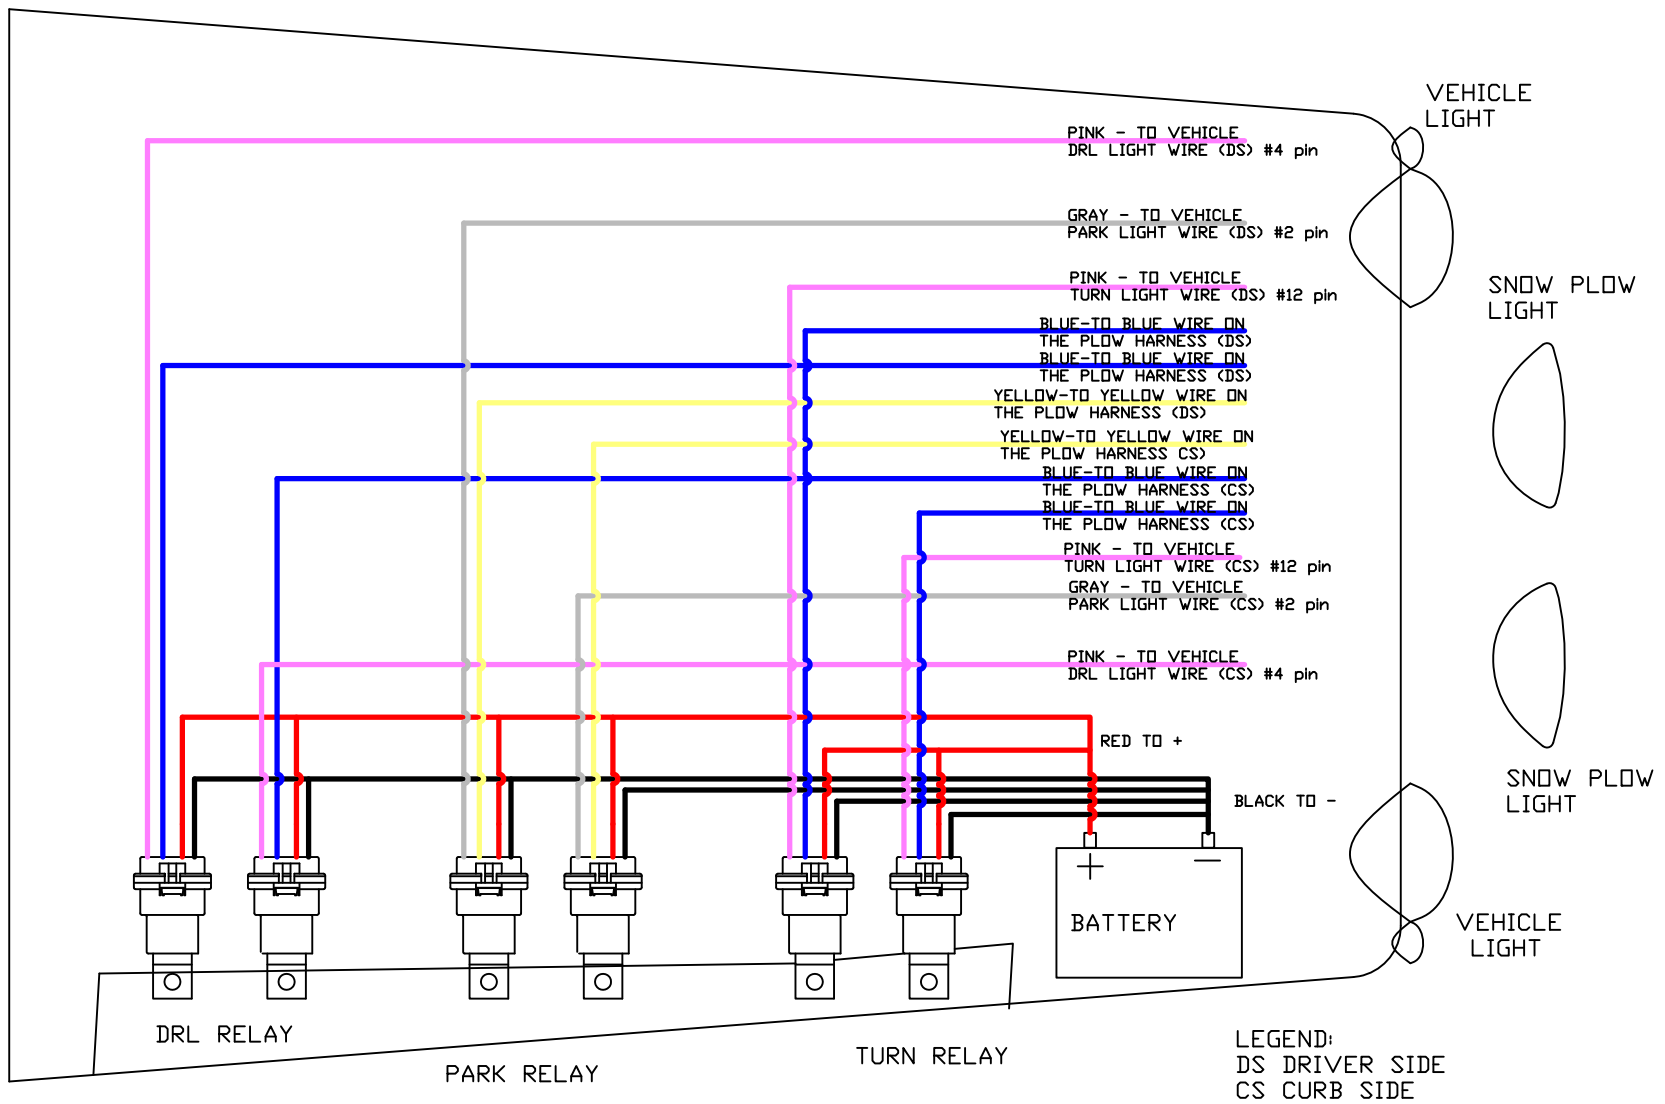 VEHICLE
LIGHT
PINK - TO VEHICLE
DRL LIGHT WIRE (DS) #4 pin
GRAY - TO VEHICLE
PARK LIGHT WIRE (DS) #2 pin
PINK - TO VEHICLE
TURN LIGHT WIRE (DS) #12 pin
SNOW PLOW
LIGHT
BLUE-TO BLUE WIRE ON
THE PLOW HARNESS (DS)
BLUE-TO BLUE WIRE ON
THE PLOW HARNESS (DS)
YELLOW-TO YELLOW WIRE ON
THE PLOW HARNESS (DS)
YELLOW-TO YELLOW WIRE ON
THE PLOW HARNESS CS)
BLUE-TO BLUE WIRE ON
THE PLOW HARNESS (CS)
BLUE-TO BLUE WIRE ON
THE PLOW HARNESS (CS)
PINK - TO VEHICLE
TURN LIGHT WIRE (CS) #12 pin
GRAY - TO VEHICLE
PARK LIGHT WIRE (CS) #2 pin
PINK - TO VEHICLE
DRL LIGHT WIRE (CS) #4 pin
RED TO +
BLACK TO -
SNOW PLOW
LIGHT
+ −
BATTERY
VEHICLE
LIGHT
DRL RELAY
PARK RELAY
TURN RELAY
LEGEND:
DS DRIVER SIDE
CS CURB SIDE